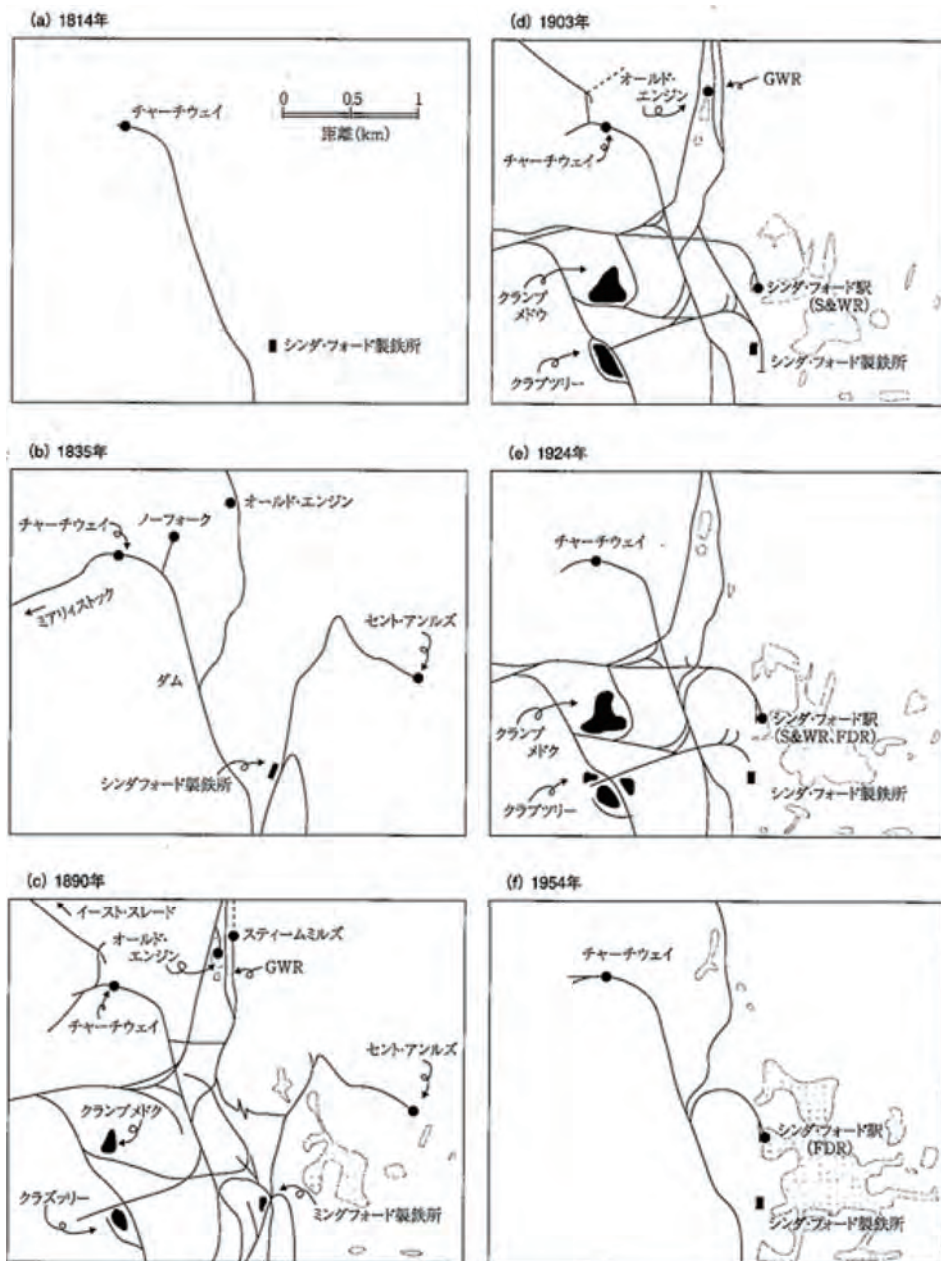 (a) 1814年
チャーチウェイ
0 0.5 1
距離(km)
シンダ・フォード製鉄所
(b) 1835年
チャーチウェイ
ノーフォーク
オールド・エンジン
ミアリィストック
セント・アンルズ
ダム
シンダフォード製鉄所
(c) 1890年
イースト・スレード
オールド・
エンジン
スティームミルズ
GWR
チャーチウェイ
セント・アンルズ
クランプメドク
クラズッリー
ミンダフォード製鉄所
(d) 1903年
オールド・
エンジン
GWR
チャーチウェイ
クランプ
メドウ
シンダ・フォード駅
(S&WR)
クラブツリー
シンダ・フォード製鉄所
(e) 1924年
チャーチウェイ
クランプ
メドク
シンダ・フォード駅
(S&WR、FDR)
クラブツリー
シンダ・フォード製鉄所
(f) 1954年
チャーチウェイ
シンダ・フォード駅
(FDR)
シンダ・フォード製鉄所